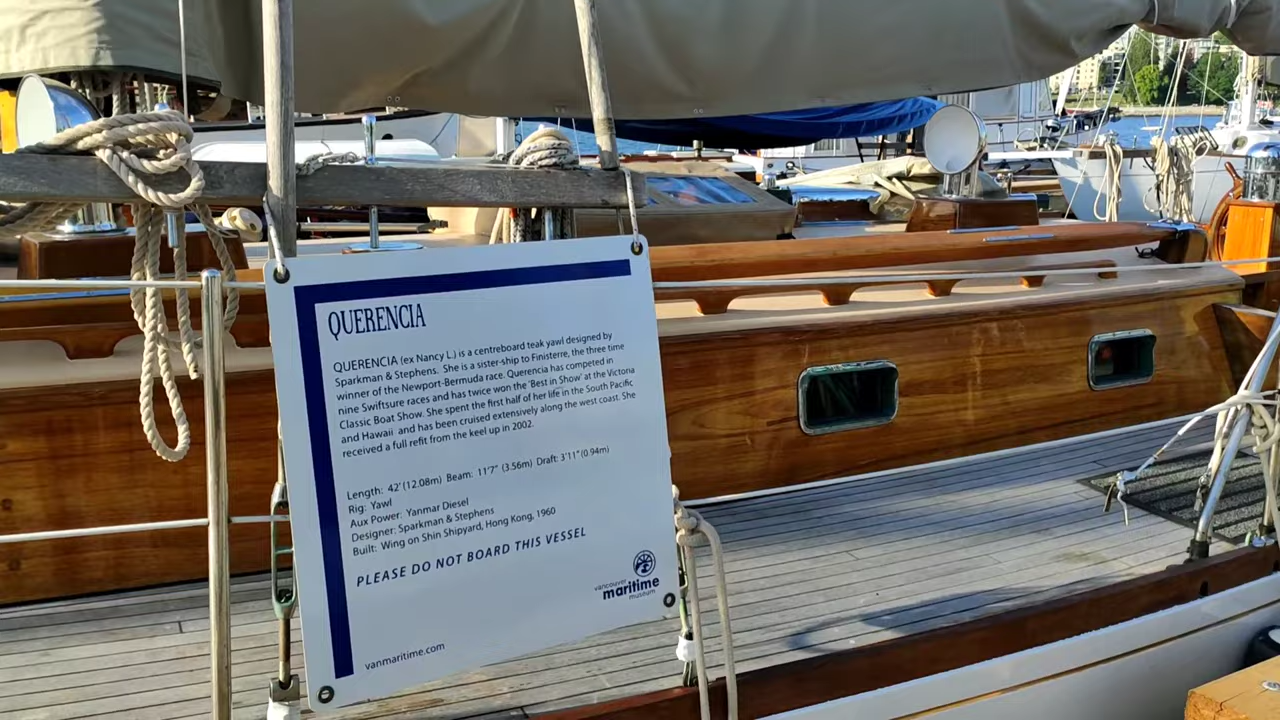 QUERENCIA
QUERENCIA (ex Nancy L.) is a centreboard teak yawl designed by
Sparkman & Stephens. She is a sister-ship to Finisterre, the three time
winner of the Newport-Bermuda race. Querencia has competed in
nine Swiftsure races and has twice won the 'Best in Show' at the Victoria
Classic Boat Show. She spent the first half of her life in the South Pacific
and Hawaii and has been cruised extensively along the west coast. She
received a full refit from the keel up in 2002.
Length: 42' (12.08m) Beam: 11'7" (3.56m) Draft: 3'11" (0.94m)
Rig: Yawl
Aux Power: Yanmar Diesel
Designer: Sparkman & Stephens
Built: Wing on Shin Shipyard, Hong Kong, 1960
PLEASE DO NOT BOARD THIS VESSEL
vancouver
maritime
museum
vanmaritime.com